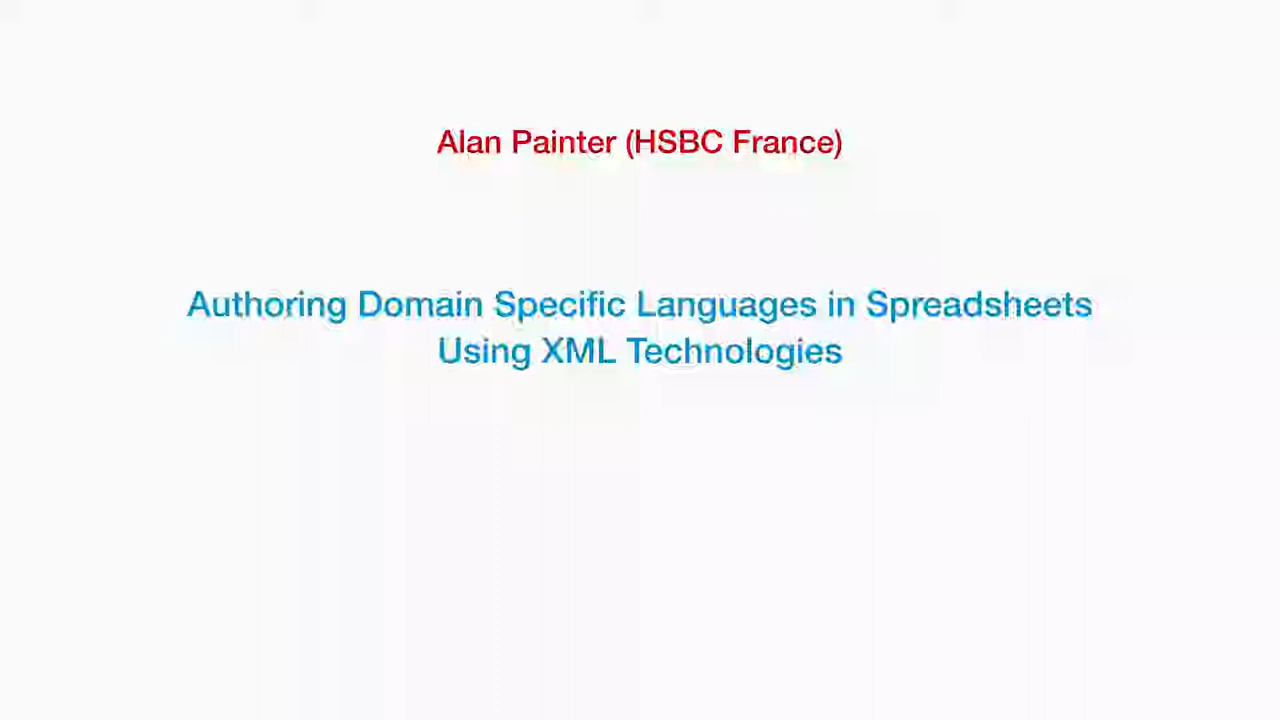 Alan Painter (HSBC France)
Authoring Domain Specific Languages in Spreadsheets
Using XML Technologies